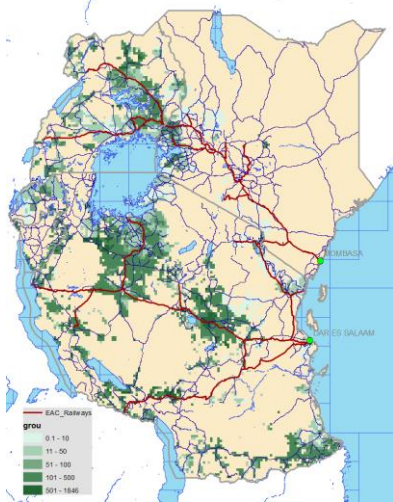 MOMBASA
DAR ES SALAAM
EAC_Railways
grou
0.1 - 10
11 - 50
51 - 100
101 - 500
501 - 1846